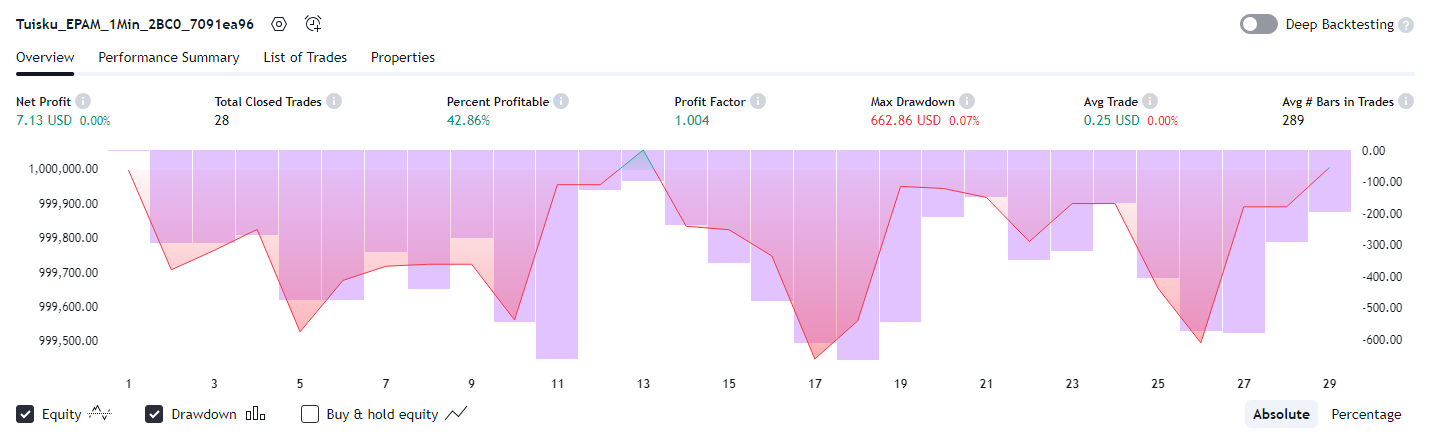 Tuisku_EPAM_1Min_2BC0_7091ea96
Deep Backtesting ?
Overview Performance Summary List of Trades Properties
Net Profit Total Closed Trades Percent Profitable Profit Factor Max Drawdown Avg Trade Avg # Bars in Trades
7.13 USD 0.00% 28 42.86% 1.004 662.86 USD 0.07% 0.25 USD 0.00% 289
1,000,000.00
999,900.00
999,800.00
999,700.00
999,600.00
999,500.00
0.00
-100.00
-200.00
-300.00
-400.00
-500.00
-600.00
1 3 5 7 9 11 13 15 17 19 21 23 25 27 29
Equity Drawdown Buy & hold equity Absolute Percentage